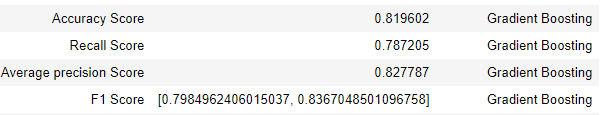 Accuracy Score 0.819602 Gradient Boosting
Recall Score 0.787205 Gradient Boosting
Average precision Score 0.827787 Gradient Boosting
F1 Score [0.7984962406015037, 0.8367048501096758] Gradient Boosting